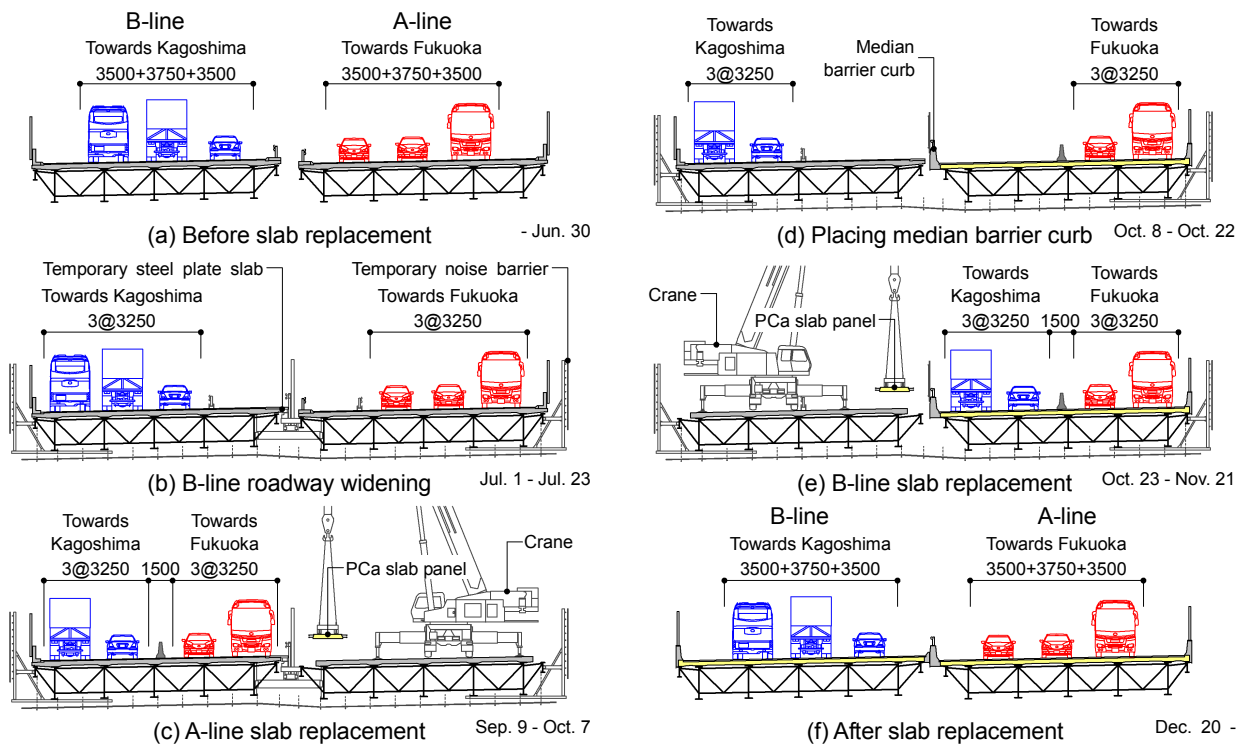 B-line
A-line
Towards Kagoshima
Towards Fukuoka
3500+3750+3500
3500+3750+3500
(a) Before slab replacement
- Jun. 30
Temporary steel plate slab
Temporary noise barrier
Towards Kagoshima
Towards Fukuoka
3@3250
3@3250
(b) B-line roadway widening
Jul. 1 - Jul. 23
Towards
Kagoshima
3@3250
1500
Towards
Fukuoka
3@3250
PCa slab panel
Crane
(c) A-line slab replacement
Sep. 9 - Oct. 7
Towards
Kagoshima
3@3250
Median
barrier curb
Towards
Fukuoka
3@3250
(d) Placing median barrier curb
Oct. 8 - Oct. 22
Crane
PCa slab panel
Towards
Kagoshima
3@3250
1500
Towards
Fukuoka
3@3250
(e) B-line slab replacement
Oct. 23 - Nov. 21
B-line
A-line
Towards Kagoshima
Towards Fukuoka
3500+3750+3500
3500+3750+3500
(f) After slab replacement
Dec. 20 -